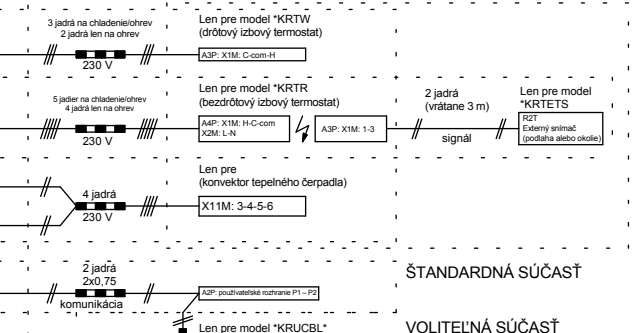 3 jadrá na chladenie/ohrev
2 jadrá len na ohrev
230 V
Len pre model *KRTW
(drôtový izbový termostat)
A3P: X1M: C-com-H
5 jadier na chladenie/ohrev
4 jadrá len na ohrev
230 V
Len pre model *KRTR
(bezdrôtový izbový termostat)
A4P: X1M: H-C-com
X2M: L-N
A3P: X1M: 1-3
2 jadrá
(vrátane 3 m)
signál
Len pre model
*KRTETS
R2T
Externý snímač
(podlaha alebo okolie)
4 jadrá
230 V
Len pre
(konvektor tepelného čerpadla)
X11M: 3-4-5-6
2 jadrá
2x0,75
komunikácia
A2P: používateľské rozhranie P1 – P2
ŠTANDARDNÁ SÚČASŤ
Len pre model *KRUCBL*
VOLITEĽNÁ SÚČASŤ